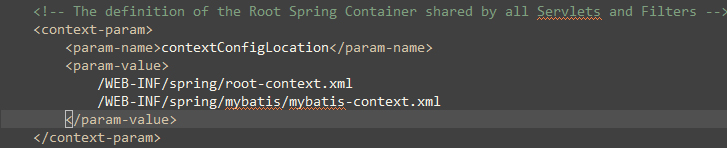 <!-- The definition of the Root Spring Container shared by all Servlets and Filters -->
<context-param>
<param-name>contextConfigLocation</param-name>
<param-value>
/WEB-INF/spring/root-context.xml
/WEB-INF/spring/mybatis/mybatis-context.xml
</param-value>
</context-param>